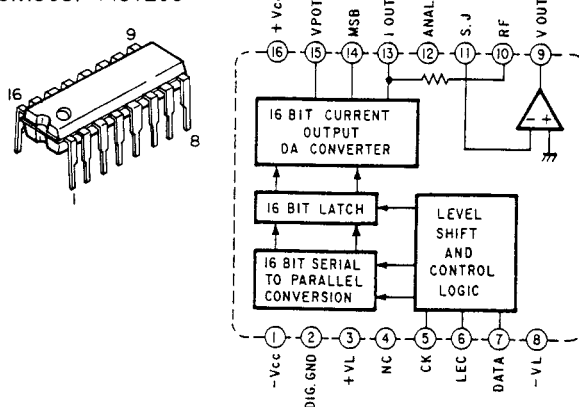 9
16
8
1
+Vcc
VPOT
MSB
I OUT
ANAL
S.J
RF
V OUT
16
15
14
13
12
11
10
9
16 BIT CURRENT
OUTPUT
DA CONVERTER
- +
16 BIT LATCH
LEVEL
SHIFT
AND
CONTROL
LOGIC
16 BIT SERIAL
TO PARALLEL
CONVERSION
1
2
3
4
5
6
7
8
-Vcc
DIG.GND
+VL
NC
CK
LEC
DATA
-VL